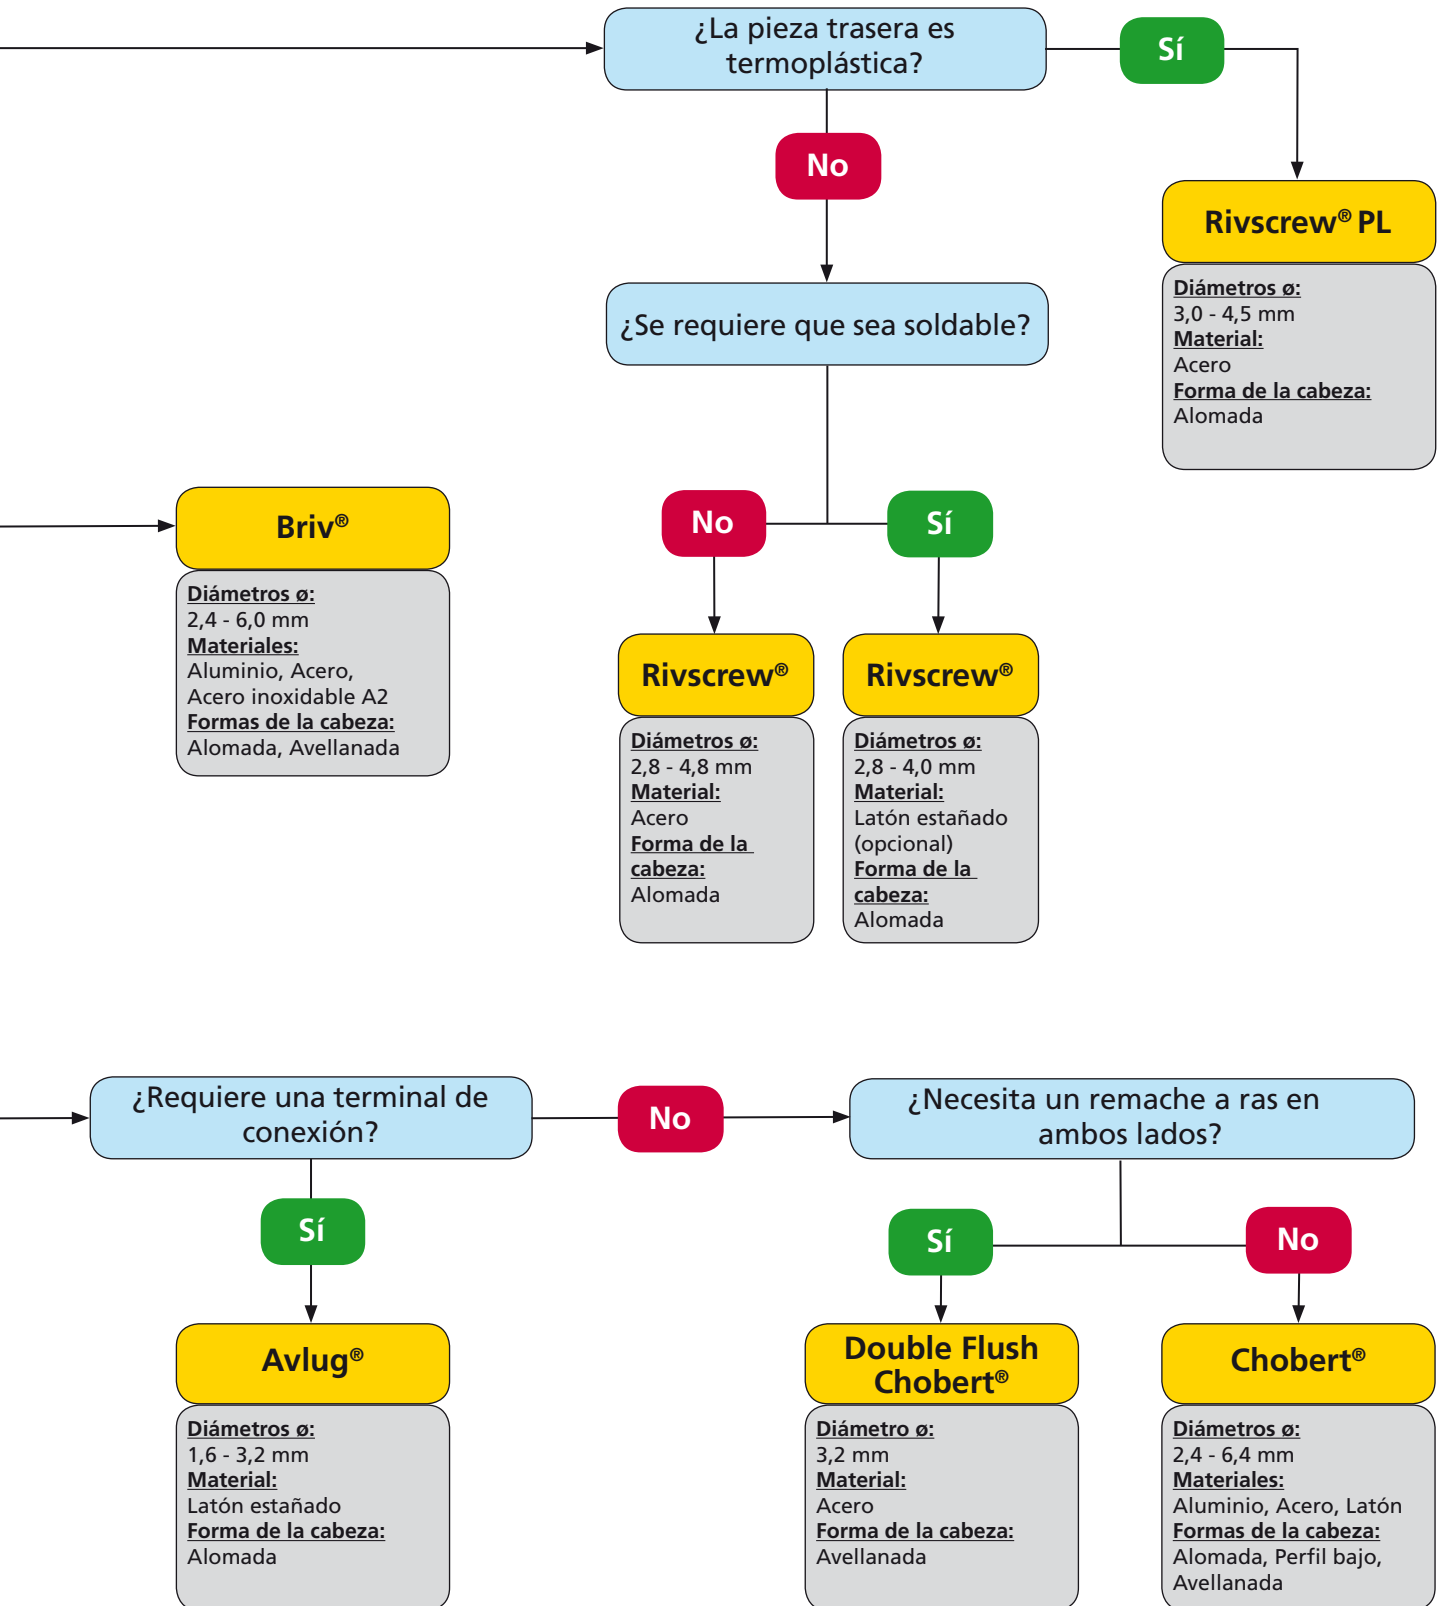 ¿La pieza trasera es
termoplástica?
Sí
No
Rivscrew® PL
Diámetros ø:
3,0 - 4,5 mm
Material:
Acero
Forma de la cabeza:
Alomada
¿Se requiere que sea soldable?
Briv®
Diámetros ø:
2,4 - 6,0 mm
Materiales:
Aluminio, Acero,
Acero inoxidable A2
Formas de la cabeza:
Alomada, Avellanada
No
Sí
Rivscrew®
Diámetros ø:
2,8 - 4,8 mm
Material:
Acero
Forma de la
cabeza:
Alomada
Rivscrew®
Diámetros ø:
2,8 - 4,0 mm
Material:
Latón estañado
(opcional)
Forma de la
cabeza:
Alomada
¿Requiere una terminal de
conexión?
No
¿Necesita un remache a ras en
ambos lados?
Sí
Sí
No
Avlug®
Diámetros ø:
1,6 - 3,2 mm
Material:
Latón estañado
Forma de la cabeza:
Alomada
Double Flush
Chobert®
Diámetro ø:
3,2 mm
Material:
Acero
Forma de la cabeza:
Avellanada
Chobert®
Diámetros ø:
2,4 - 6,4 mm
Materiales:
Aluminio, Acero, Latón
Formas de la cabeza:
Alomada, Perfil bajo,
Avellanada